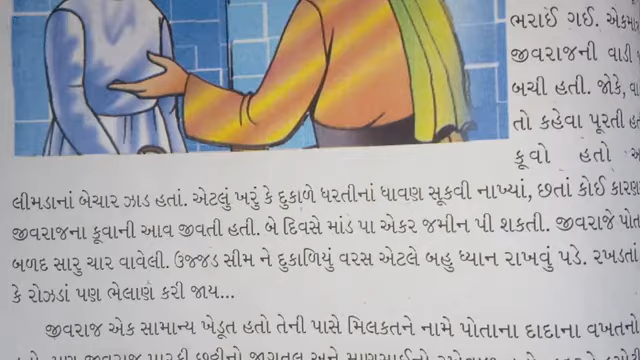 ભરાઈ ગઈ.
જીવરાજની વાડી
બચી હતી. જોકે,
તો કહેવા પૂરતી
કૂવો હતો
લીમડાનાં બેચાર ઝાડ હતાં. એટલું ખરું કે દુકાળે ધરતીનાં ધાવણ સૂકવી નાખ્યાં, છતાં કોઈ
જીવરાજના કૂવાની આવ જીવતી હતી. બે દિવસે માંડ પા એકર જમીન પી શકતી. જીવરાજે
બળદ સારુ ચાર વાવેલી. ઉજ્જડ સીમ ને દુકાળિયું વરસ એટલે બહુ ધ્યાન રાખવું પડે. રખડતાં
કે રોઝડાં પણ ભેલાણ કરી જાય...
જીવરાજ એક સામાન્ય ખેડૂત હતો તેની પાસે મિલકતને નામે પોતાના દાદાના વખતનો